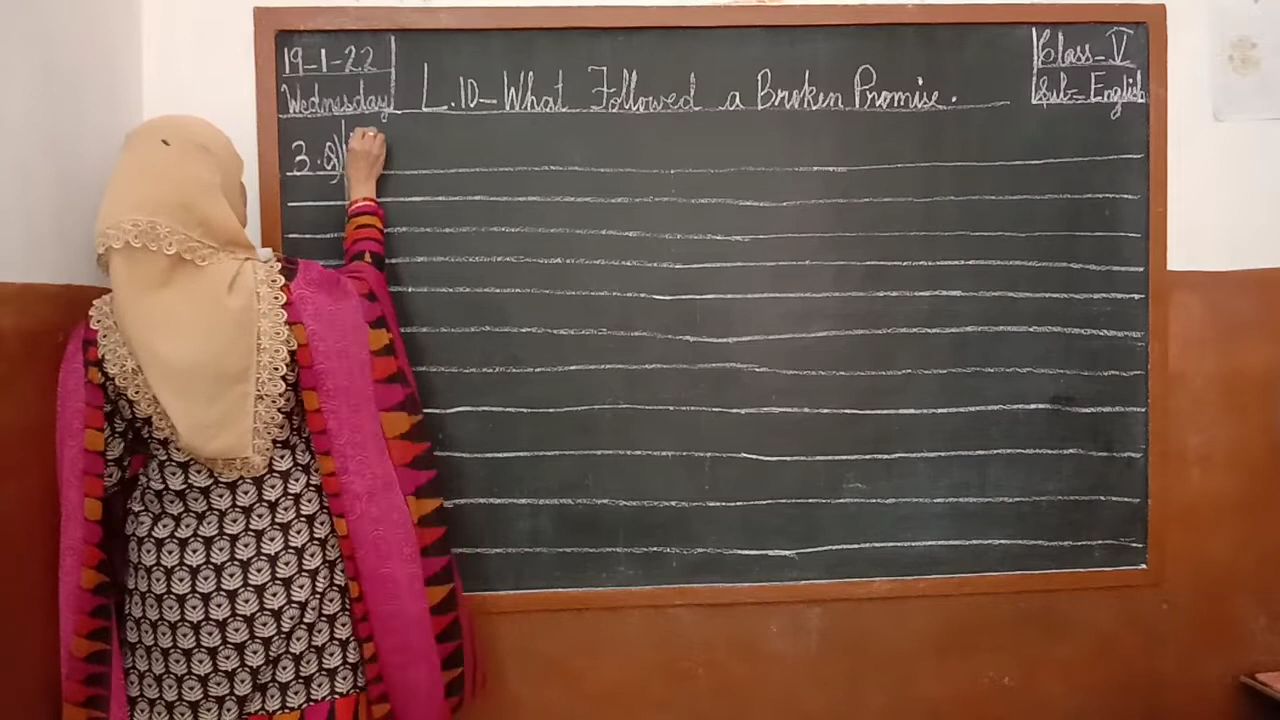 19-1-22
Wednesday
L.10-What Followed a Broken Promise.
Class-V
Sub-English
3.Q)